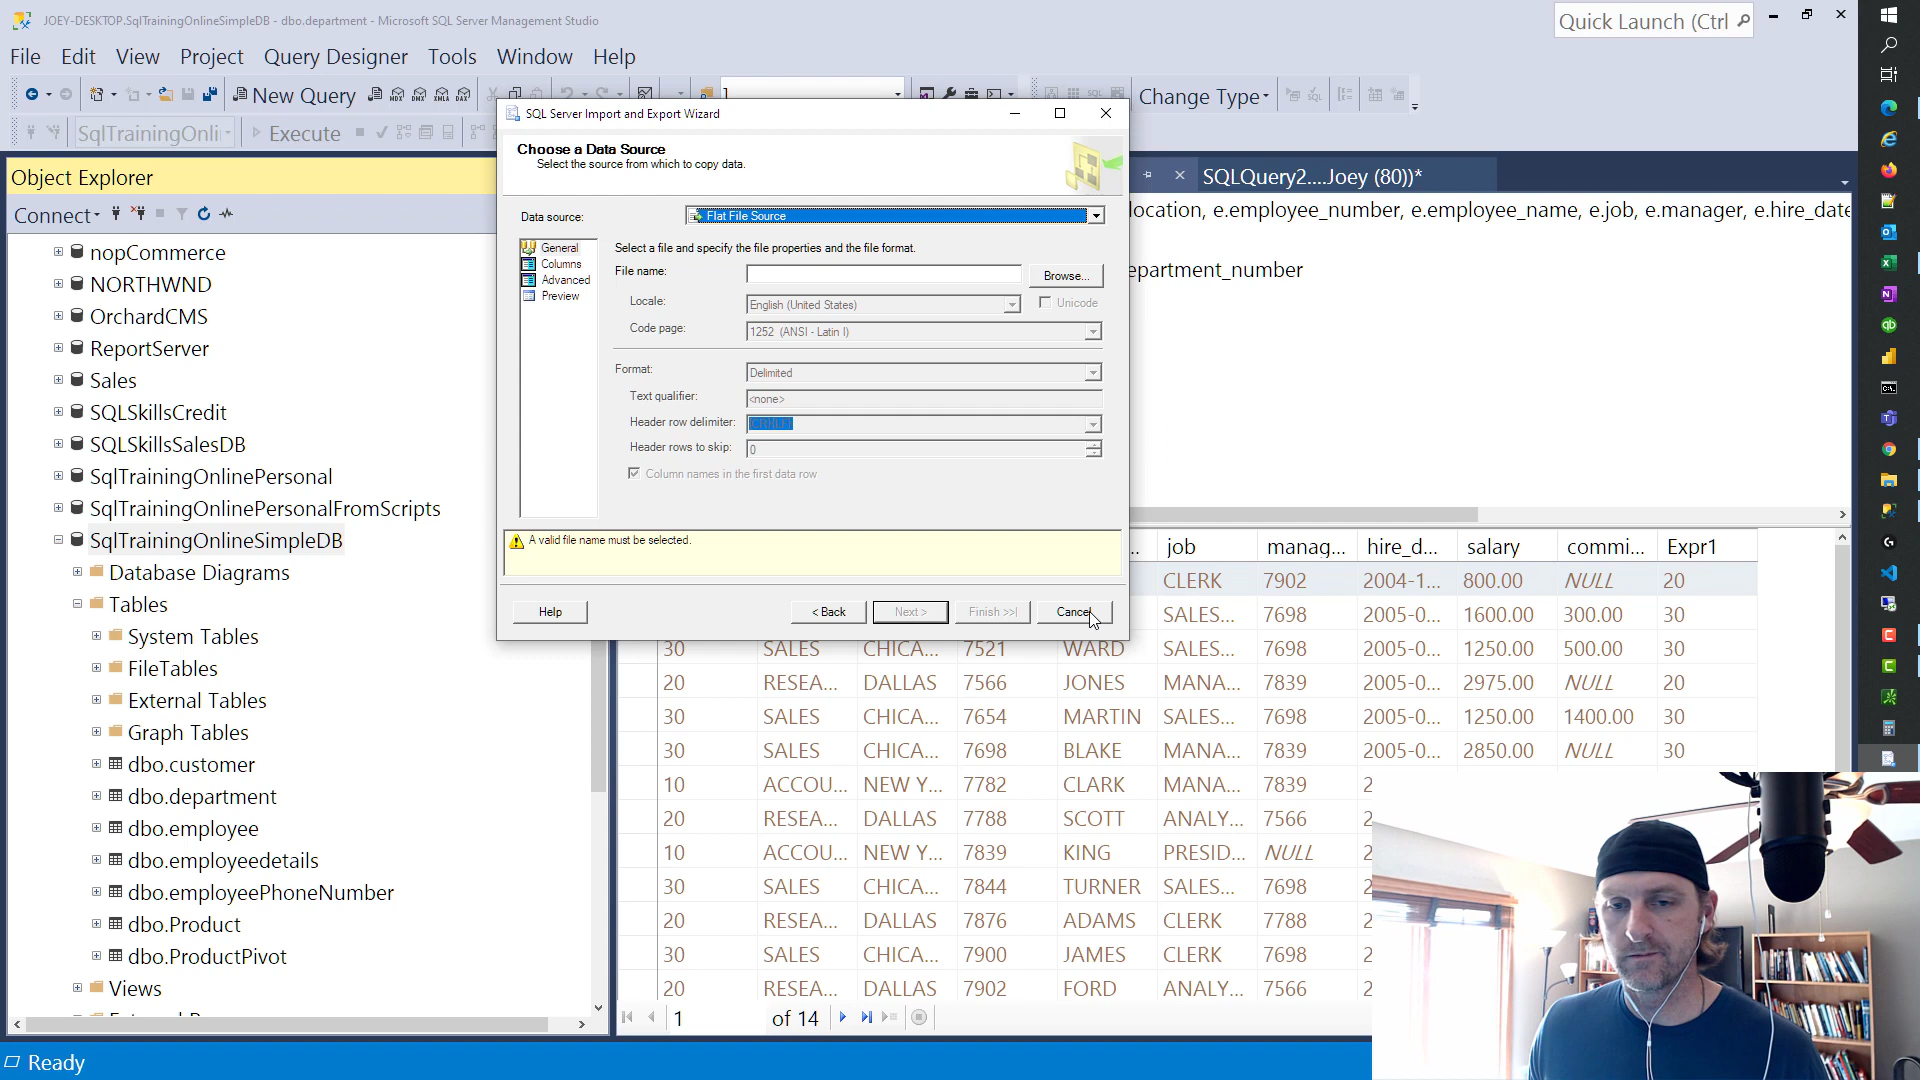 JOEY-DESKTOP.SqlTrainingOnlineSimpleDB - dbo.department - Microsoft SQL Server Management Studio
Quick Launch (Ctrl
File Edit View Project Query Designer Tools Window Help
New Query
Change Type
SqlTrainingOnli
Execute
Object Explorer
Connect
nopCommerce
NORTHWND
OrchardCMS
ReportServer
Sales
SQLSkillsCredit
SQLSkillsSalesDB
SqlTrainingOnlinePersonal
SqlTrainingOnlinePersonalFromScripts
SqlTrainingOnlineSimpleDB
Database Diagrams
Tables
System Tables
FileTables
External Tables
Graph Tables
dbo.customer
dbo.department
dbo.employee
dbo.employeedetails
dbo.employeePhoneNumber
dbo.Product
dbo.ProductPivot
Views
SQL Server Import and Export Wizard
Choose a Data Source
Select the source from which to copy data.
Data source: Flat File Source
General
Columns
Advanced
Preview
Select a file and specify the file properties and the file format.
File name: Browse...
Locale: English (United States) Unicode
Code page: 1252 (ANSI - Latin I)
Format: Delimited
Text qualifier: <none>
Header row delimiter: {CR}{LF}
Header rows to skip: 0
Column names in the first data row
A valid file name must be selected.
Help < Back Next > Finish >>| Cancel
SQLQuery2....Joey (80))*
location, e.employee_number, e.employee_name, e.job, e.manager, e.hire_date
epartment_number
.. job manag... hire_d... salary commi... Expr1
CLERK 7902 2004-1... 800.00 NULL 20
SALES... 7698 2005-0... 1600.00 300.00 30
30 SALES CHICA... 7521 WARD SALES... 7698 2005-0... 1250.00 500.00 30
20 RESEA... DALLAS 7566 JONES MANA... 7839 2005-0... 2975.00 NULL 20
30 SALES CHICA... 7654 MARTIN SALES... 7698 2005-0... 1250.00 1400.00 30
30 SALES CHICA... 7698 BLAKE MANA... 7839 2005-0... 2850.00 NULL 30
10 ACCOU... NEW Y... 7782 CLARK MANA... 7839 2
20 RESEA... DALLAS 7788 SCOTT ANALY... 7566 2
10 ACCOU... NEW Y... 7839 KING PRESID... NULL 2
30 SALES CHICA... 7844 TURNER SALES... 7698 2
20 RESEA... DALLAS 7876 ADAMS CLERK 7788 2
30 SALES CHICA... 7900 JAMES CLERK 7698 2
20 RESEA... DALLAS 7902 FORD ANALY... 7566 2
1 of 14
Ready